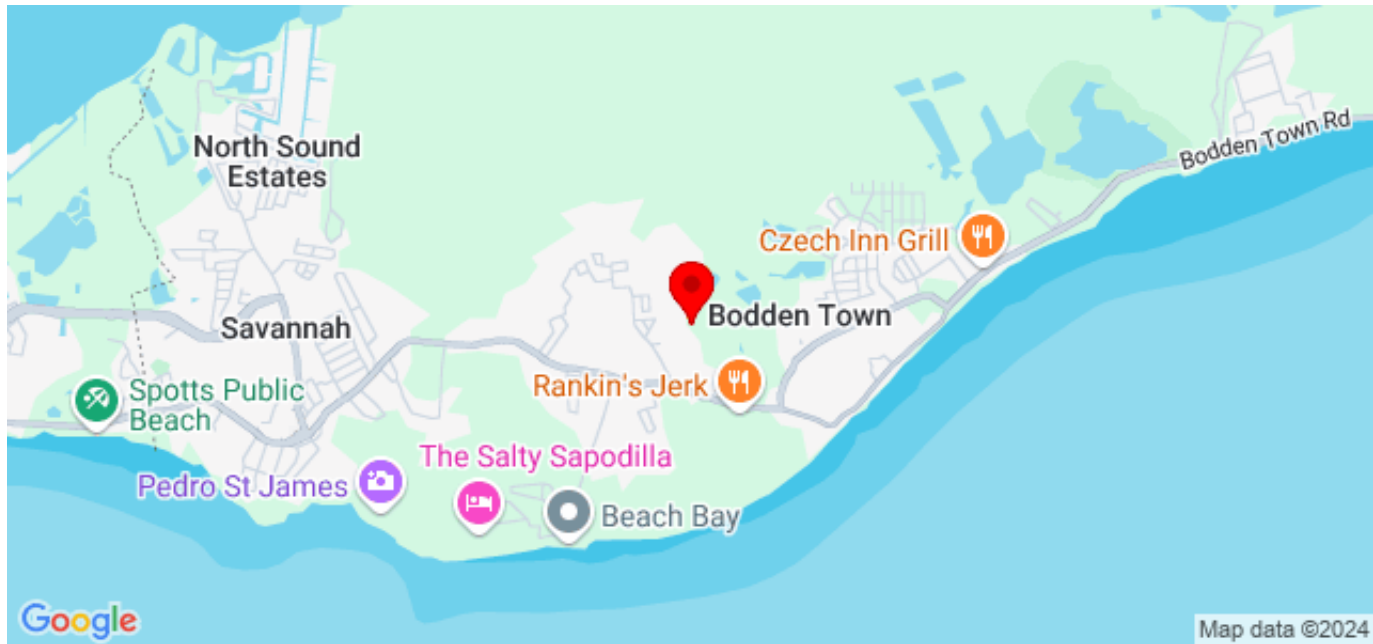 North Sound
Estates
Bodden Town Rd
Czech Inn Grill
Bodden Town
Savannah
Rankin's Jerk
Spotts Public
Beach
The Salty Sapodilla
Pedro St James
Beach Bay
Google
Map data ©2024